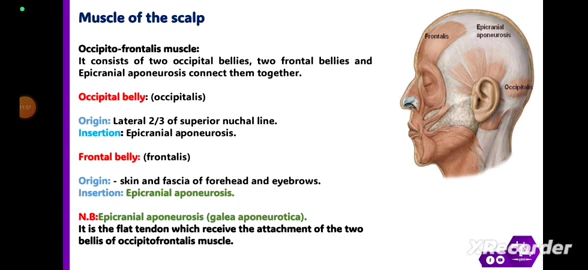 Muscle of the scalp
Occipito-frontalis muscle:
It consists of two occipital bellies, two frontal bellies and
Epicranial aponeurosis connect them together.
Occipital belly: (occipitalis)
Origin: Lateral 2/3 of superior nuchal line.
Insertion: Epicranial aponeurosis.
Frontal belly: (frontalis)
Origin: - skin and fascia of forehead and eyebrows.
Insertion: Epicranial aponeurosis.
N.B:Epicranial aponeurosis (galea aponeurotica).
It is the flat tendon which receive the attachment of the two
bellis of occipitofrontalis muscle.
Frontalis
Epicranial
aponeurosis
Occipitalis
XRecorder